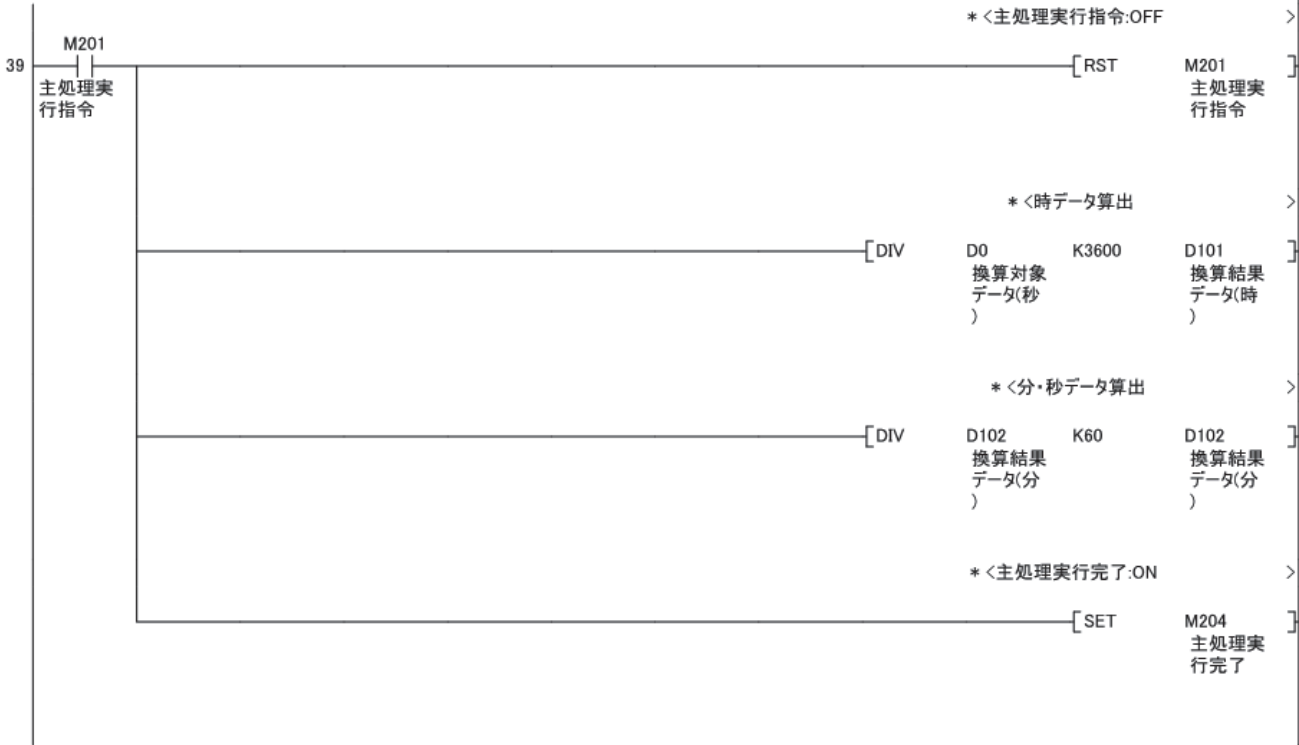 * <主処理実行指令:OFF >
M201
39
[RST M201 ]
主処理実
行指令
主処理実
行指令
* <時データ算出 >
[DIV D0 K3600 D101 ]
換算対象
データ(秒
)
換算結果
データ(時
)
* <分・秒データ算出 >
[DIV D102 K60 D102 ]
換算結果
データ(分
)
換算結果
データ(分
)
* <主処理実行完了:ON >
[SET M204 ]
主処理実
行完了